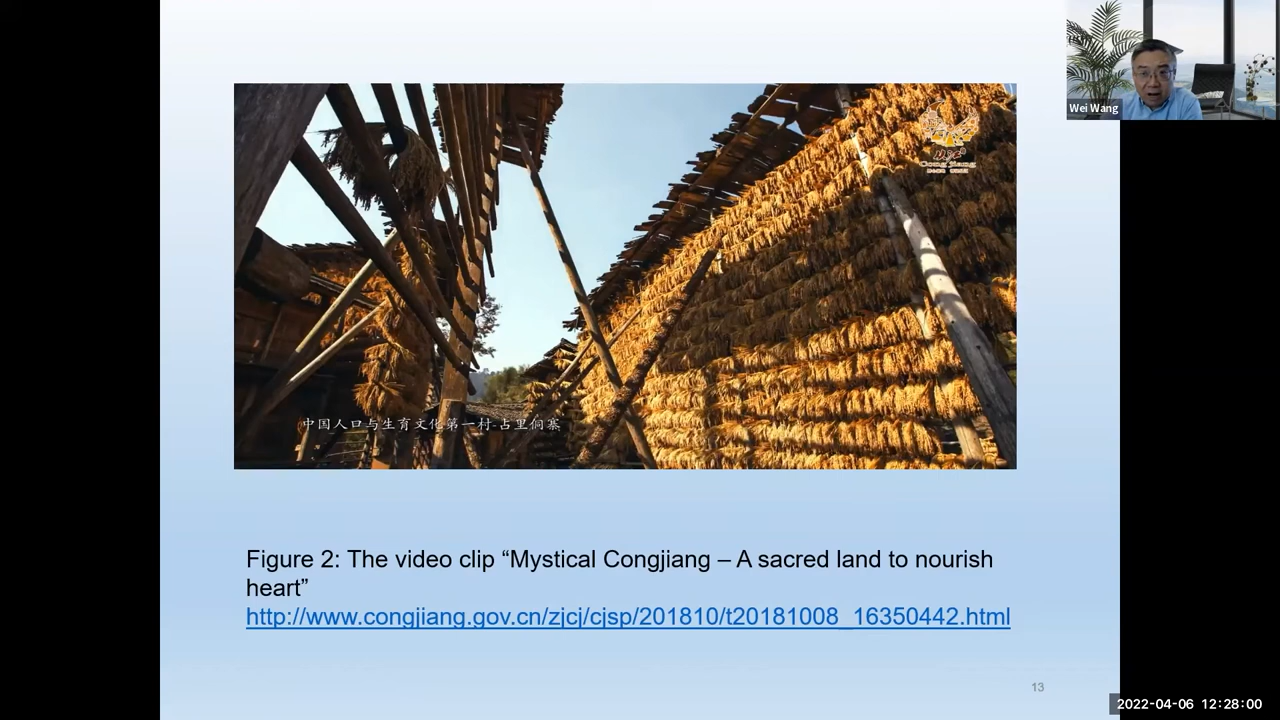 Wei Wang
Cong Jiang
中国人口与生育文化第一村-占里侗寨
Figure 2: The video clip “Mystical Congjiang – A sacred land to nourish
heart”
http://www.congjiang.gov.cn/zjcj/cjsp/201810/t20181008_16350442.html
13
2022-04-06 12:28:00